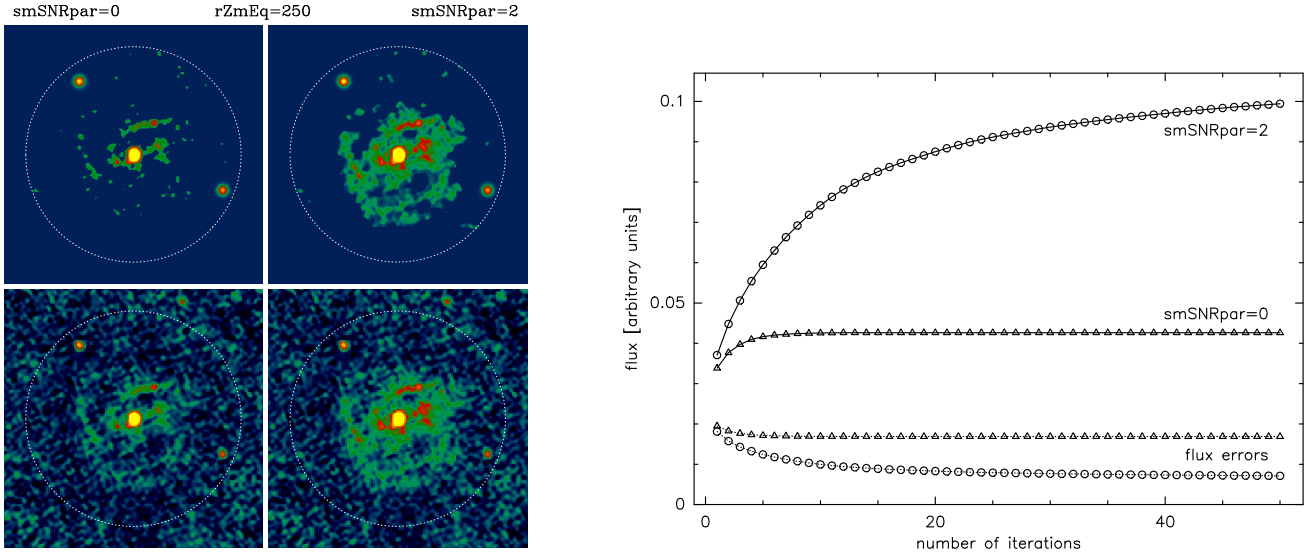 smSNRpar=0 rZmEq=250 smSNRpar=2
0.1
smSNRpar=2
0.05
smSNRpar=0
flux errors
0
flux [arbitrary units]
0 20 40
number of iterations